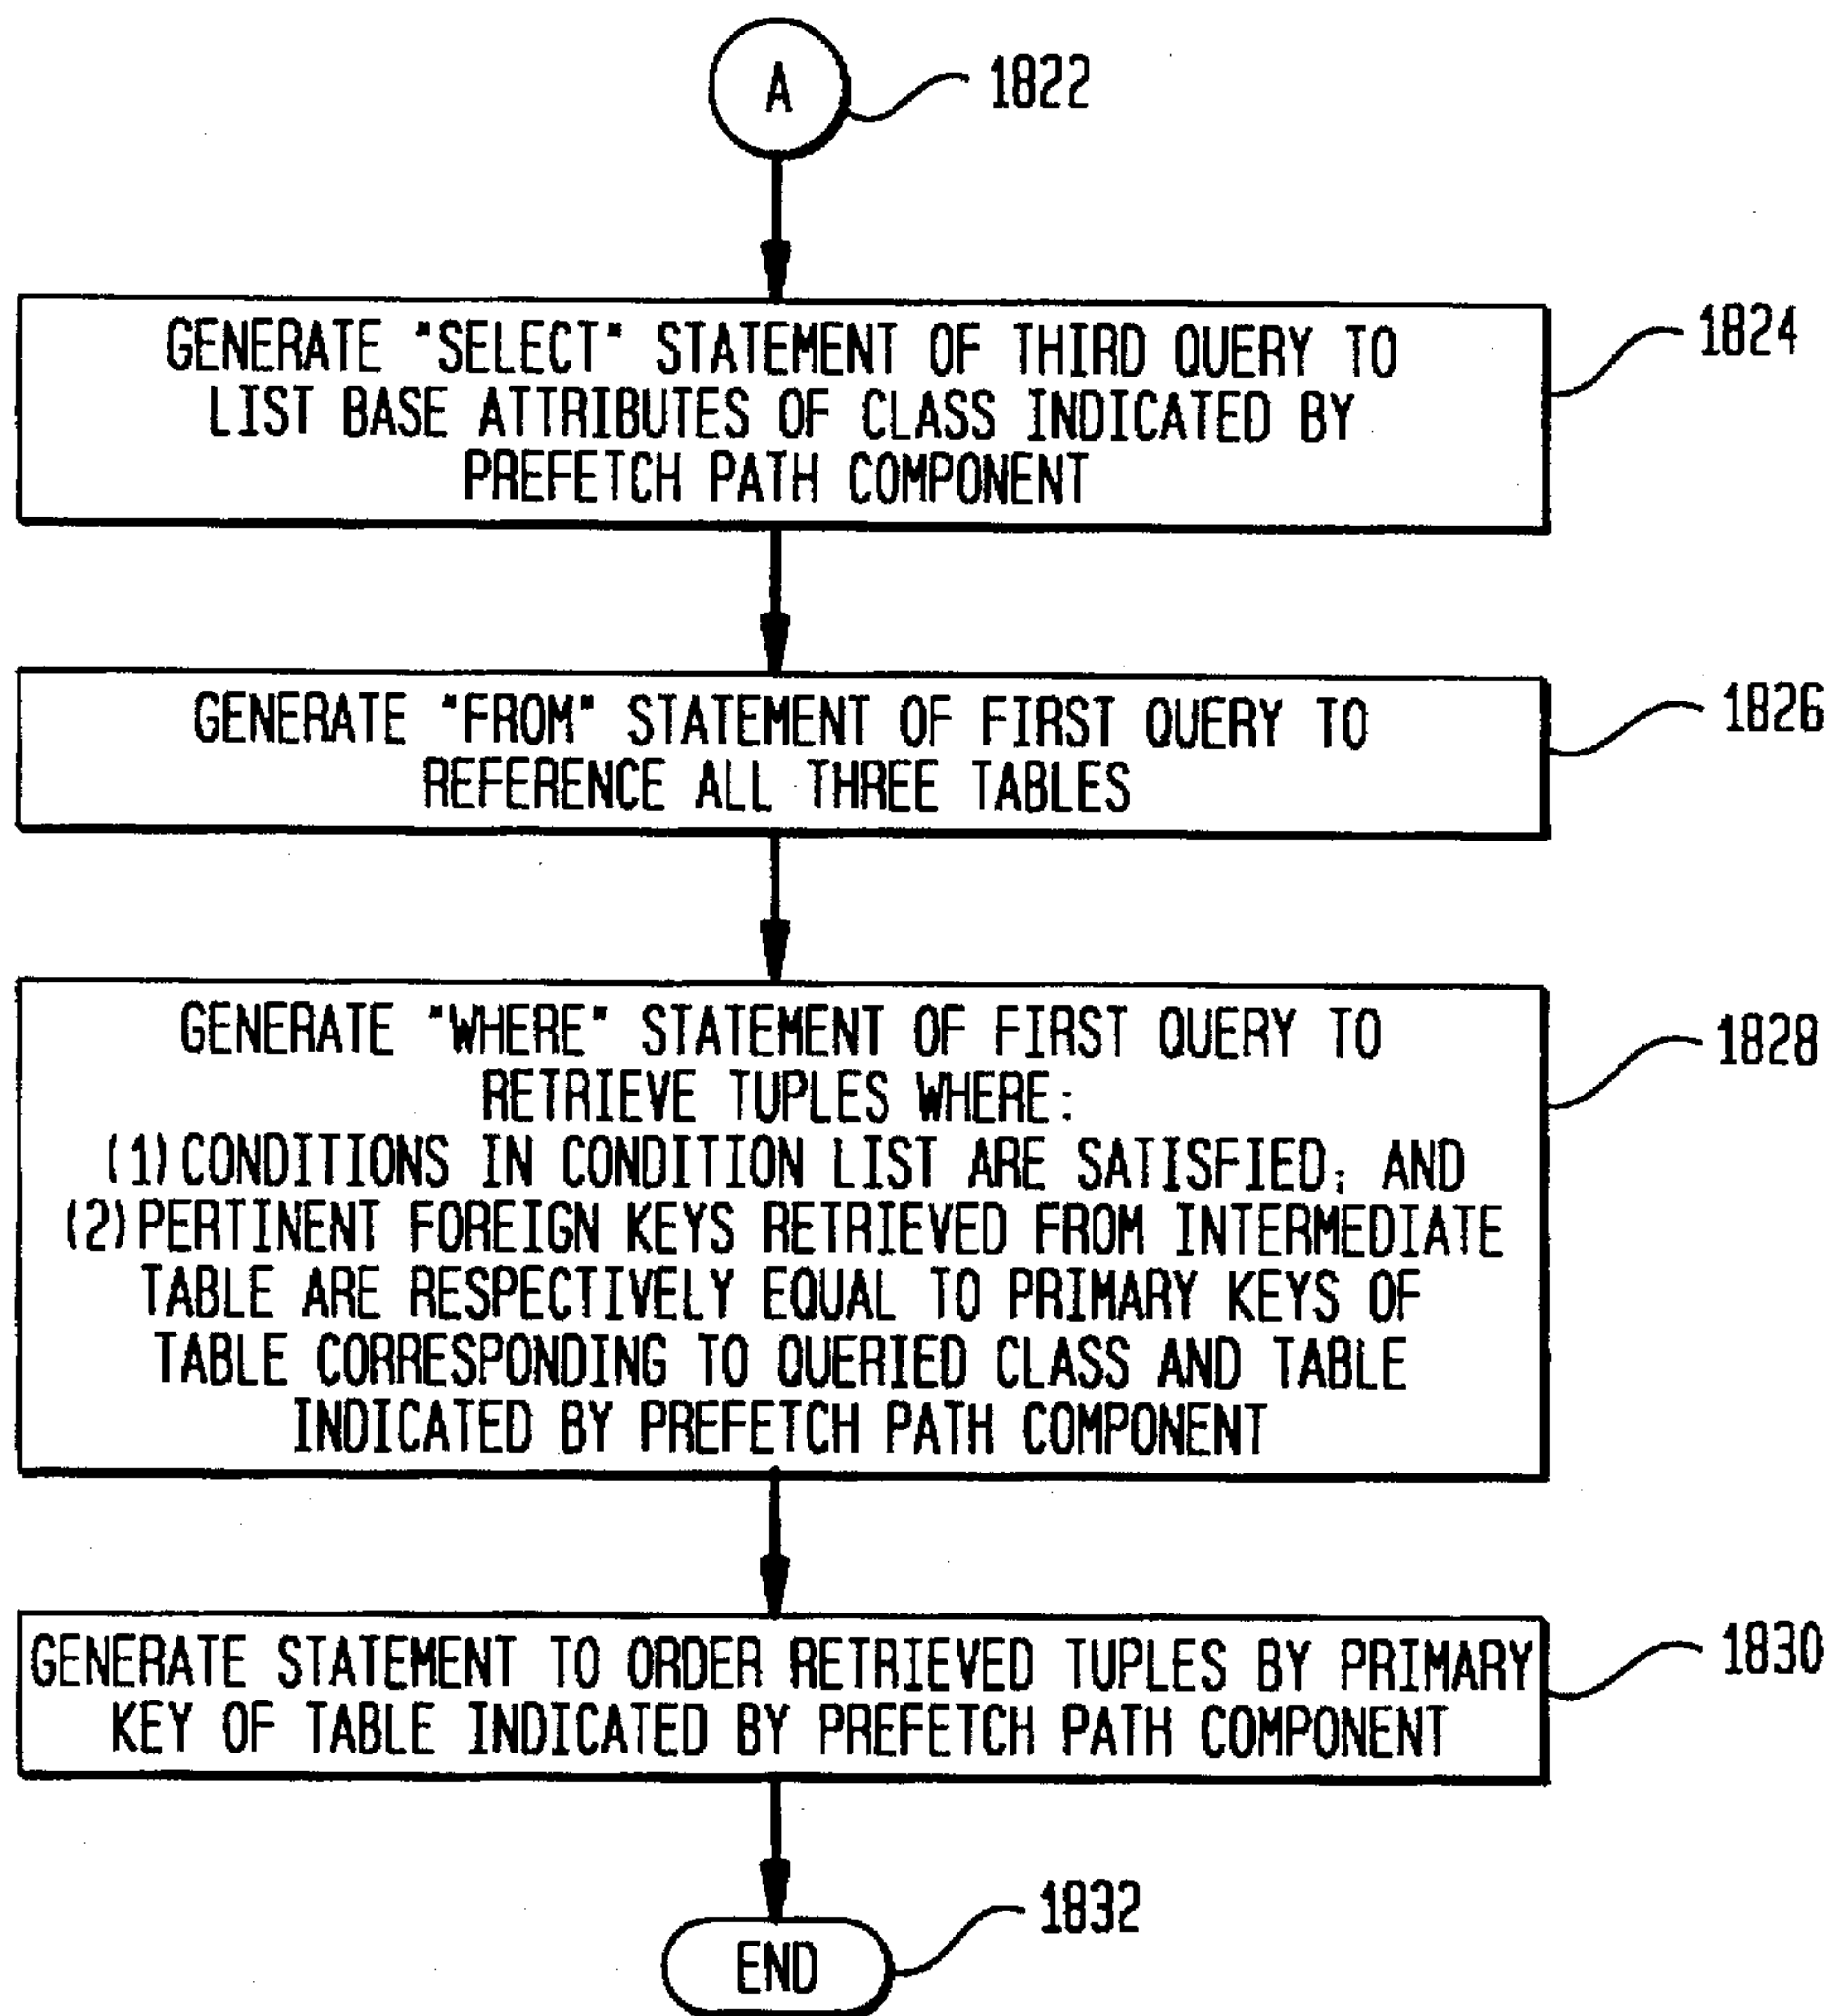 A
1822
GENERATE "SELECT" STATEMENT OF THIRD QUERY TO
LIST BASE ATTRIBUTES OF CLASS INDICATED BY
PREFETCH PATH COMPONENT
1824
GENERATE "FROM" STATEMENT OF FIRST QUERY TO
REFERENCE ALL THREE TABLES
1826
GENERATE "WHERE" STATEMENT OF FIRST QUERY TO
RETRIEVE TUPLES WHERE:
(1) CONDITIONS IN CONDITION LIST ARE SATISFIED; AND
(2) PERTINENT FOREIGN KEYS RETRIEVED FROM INTERMEDIATE
TABLE ARE RESPECTIVELY EQUAL TO PRIMARY KEYS OF
TABLE CORRESPONDING TO QUERIED CLASS AND TABLE
INDICATED BY PREFETCH PATH COMPONENT
1828
GENERATE STATEMENT TO ORDER RETRIEVED TUPLES BY PRIMARY
KEY OF TABLE INDICATED BY PREFETCH PATH COMPONENT
1830
END
1832